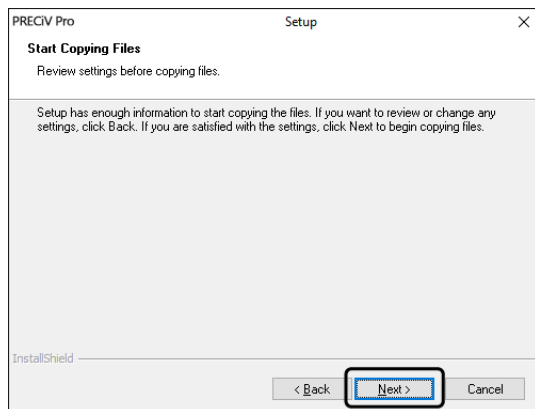 PRECiV Pro
Setup
Start Copying Files
Review settings before copying files.
Setup has enough information to start copying the files. If you want to review or change any
settings, click Back. If you are satisfied with the settings, click Next to begin copying files.
InstallShield
< Back
Next >
Cancel